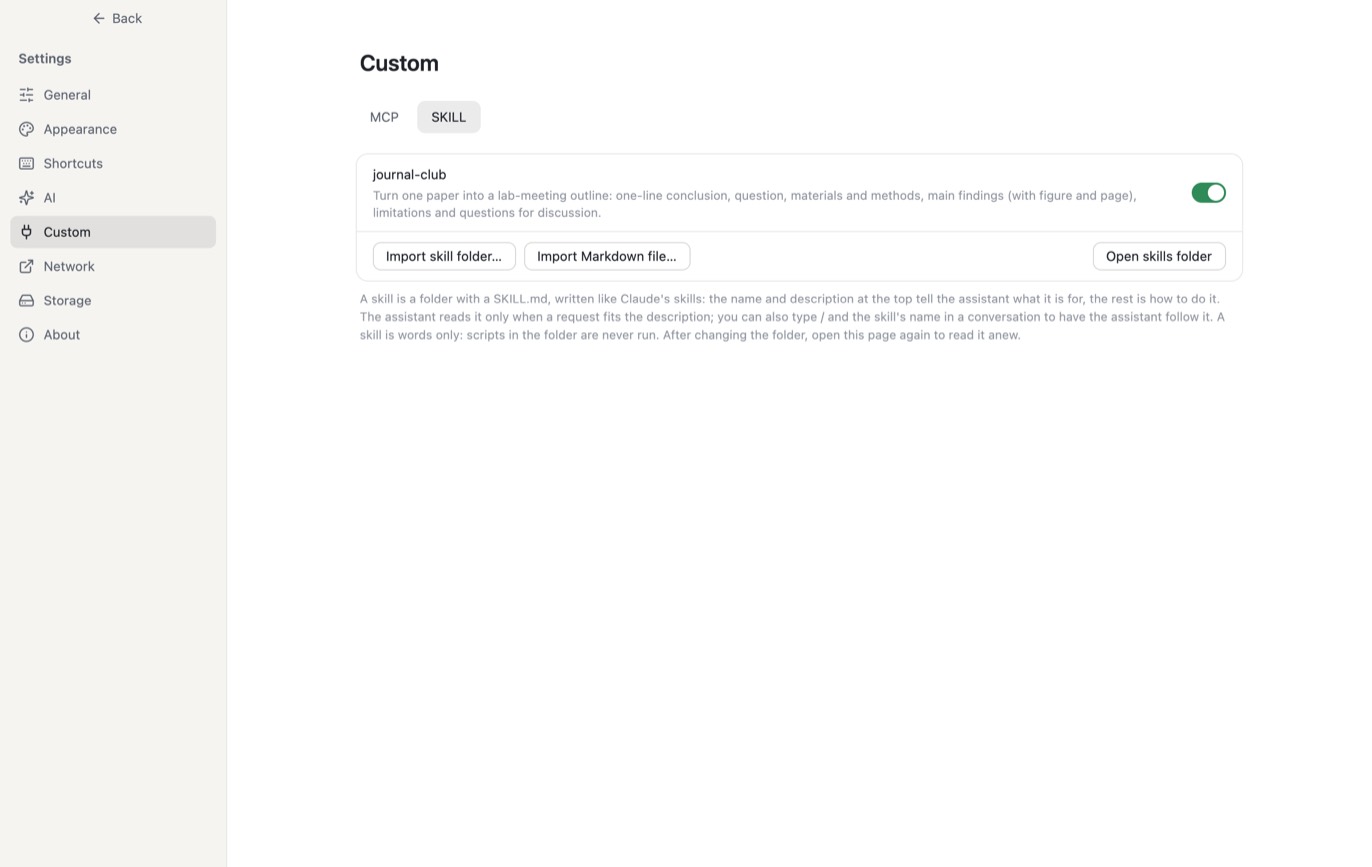 Back
Settings
General
Appearance
Shortcuts
AI
Custom
Network
Storage
About
Custom
MCP
SKILL
journal-club
Turn one paper into a lab-meeting outline: one-line conclusion, question, materials and methods, main findings (with figure and page),
limitations and questions for discussion.
Import skill folder...
Import Markdown file...
Open skills folder
A skill is a folder with a SKILL.md, written like Claude's skills: the name and description at the top tell the assistant what it is for, the rest is how to do it.
The assistant reads it only when a request fits the description; you can also type / and the skill's name in a conversation to have the assistant follow it. A
skill is words only: scripts in the folder are never run. After changing the folder, open this page again to read it anew.